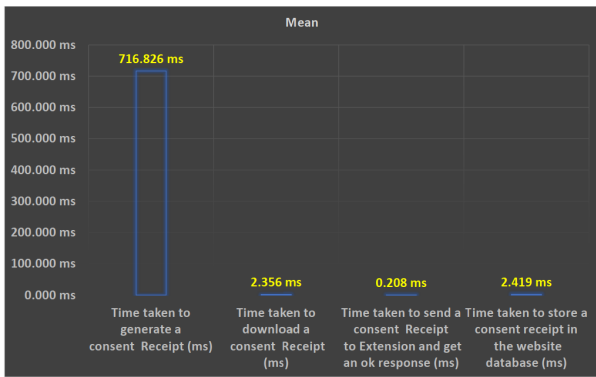 Mean
800.000 ms
700.000 ms
600.000 ms
500.000 ms
400.000 ms
300.000 ms
200.000 ms
100.000 ms
0.000 ms
716.826 ms
2.356 ms
0.208 ms
2.419 ms
Time taken to
generate a
consent Receipt (ms)
Time taken to
download a
consent Receipt
(ms)
Time taken to send a
consent Receipt
to Extension and get
an ok response (ms)
Time taken to store a
consent receipt in
the website
database (ms)